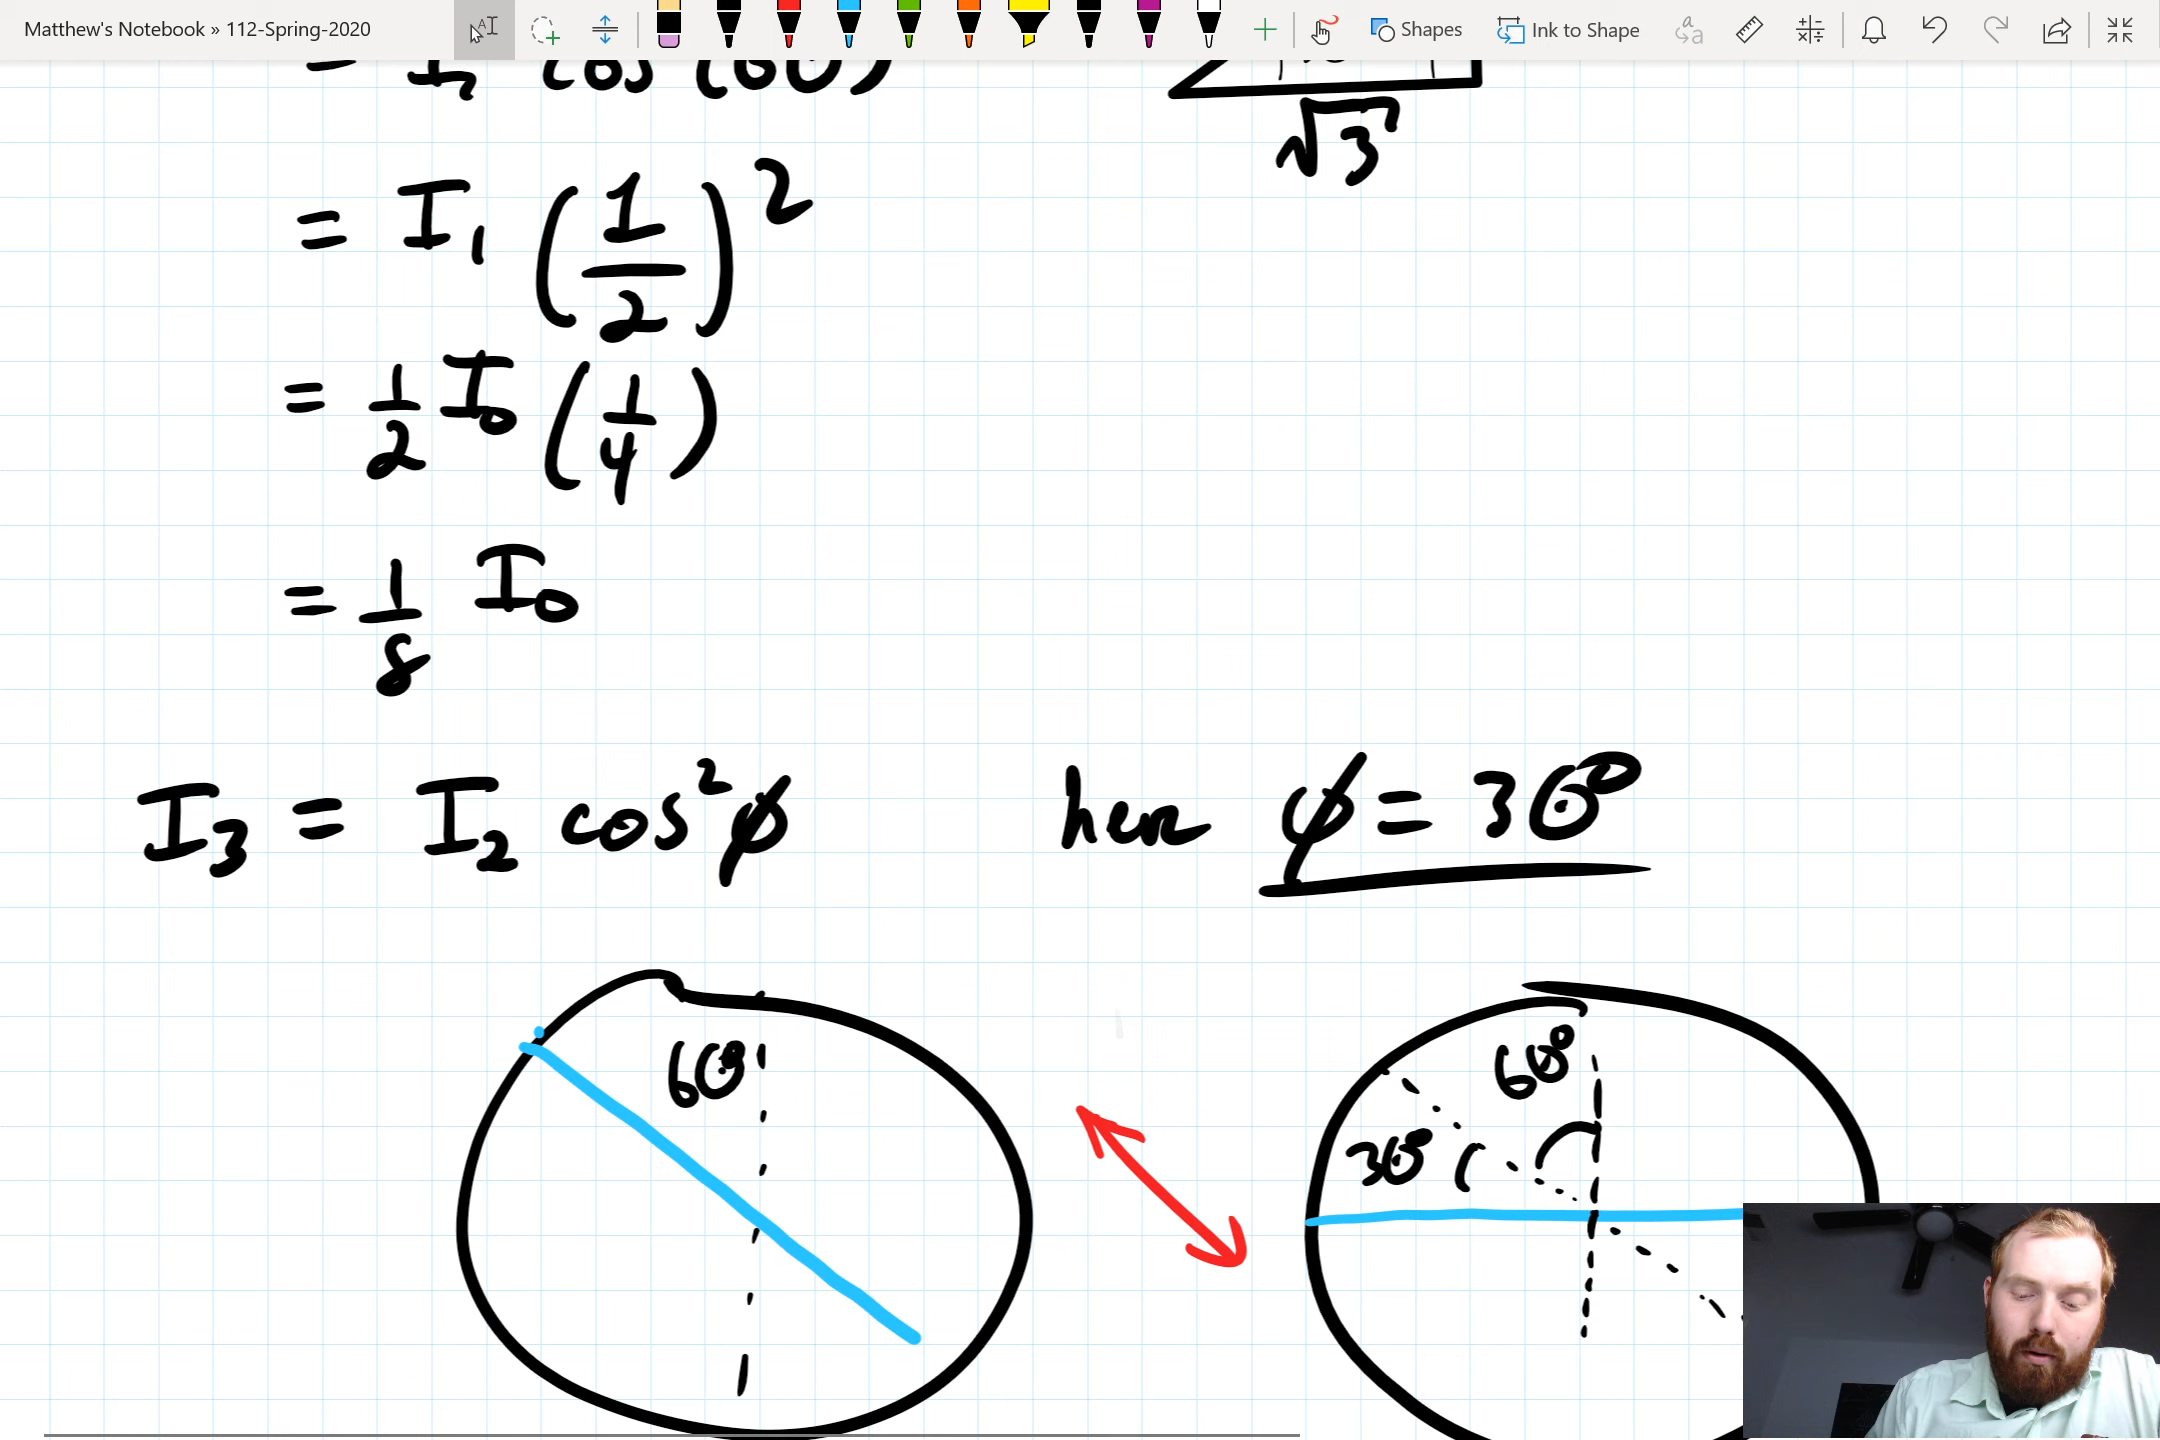 Matthew's Notebook » 112-Spring-2020
Shapes
Ink to Shape
√3
= I₁ (1/2)²
= 1/2 I₀ (1/4)
= 1/8 I₀
I₃ = I₂ cos²φ here φ = 30°
60°
60°
30°